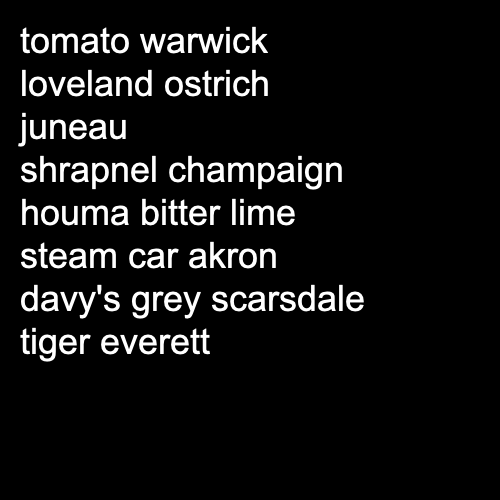 tomato warwick
loveland ostrich
juneau
shrapnel champaign
houma bitter lime
steam car akron
davy's grey scarsdale
tiger everett